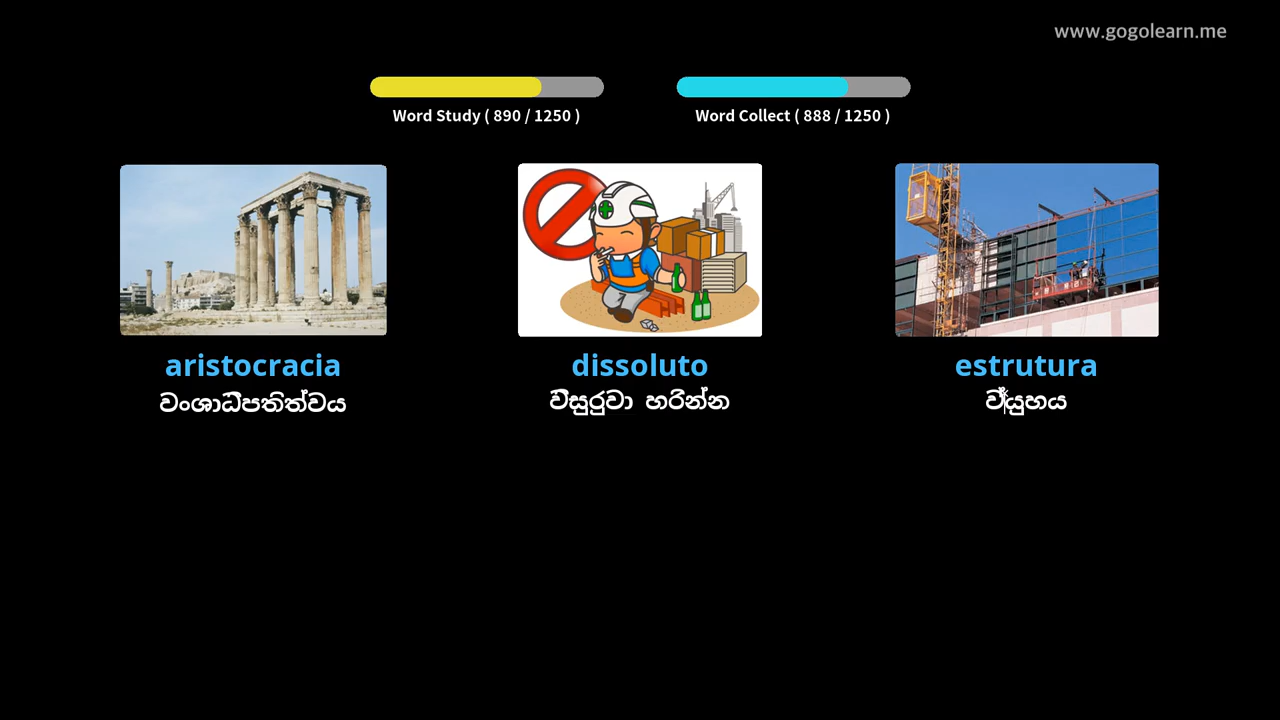 www.gogolearn.me
Word Study ( 890 / 1250 )
Word Collect ( 888 / 1250 )
aristocracia
වංශාධිපතිත්වය
dissoluto
විසුරුවා හරින්න
estrutura
ව්යුහය